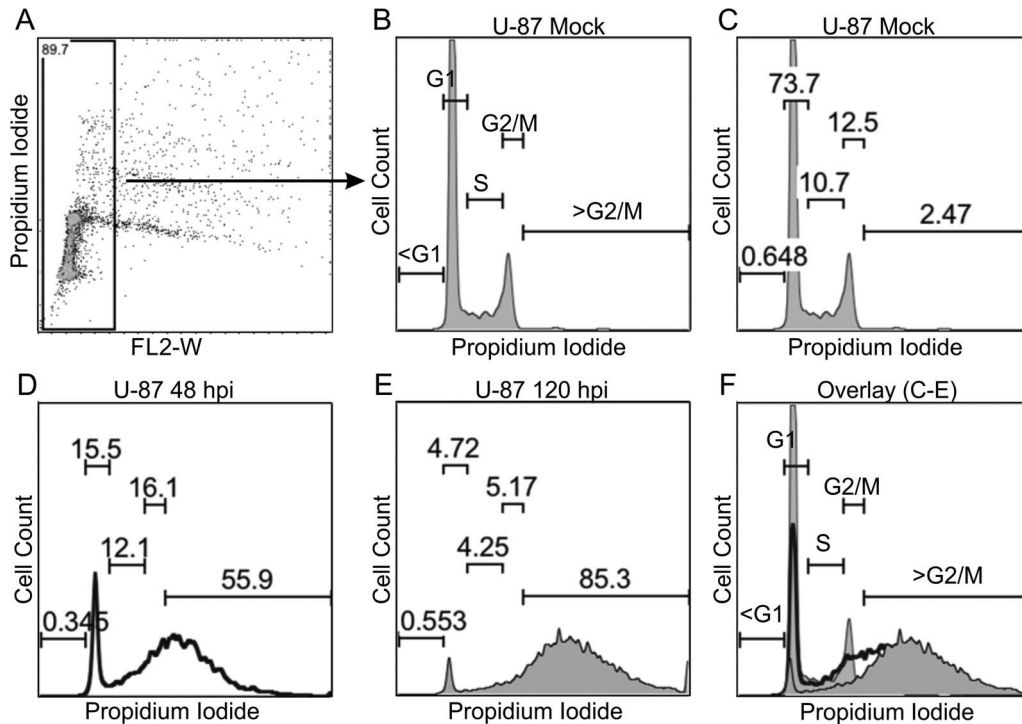 A
89.7
Propidium Iodide
FL2-W
B
U-87 Mock
G1
G2/M
S
>G2/M
<G1
Cell Count
Propidium Iodide
C
U-87 Mock
73.7
12.5
10.7
2.47
0.648
Cell Count
Propidium Iodide
D
U-87 48 hpi
15.5
16.1
12.1
55.9
0.345
Cell Count
Propidium Iodide
E
U-87 120 hpi
4.72
5.17
4.25
85.3
0.553
Cell Count
Propidium Iodide
F
Overlay (C-E)
G1
G2/M
S
>G2/M
<G1
Cell Count
Propidium Iodide